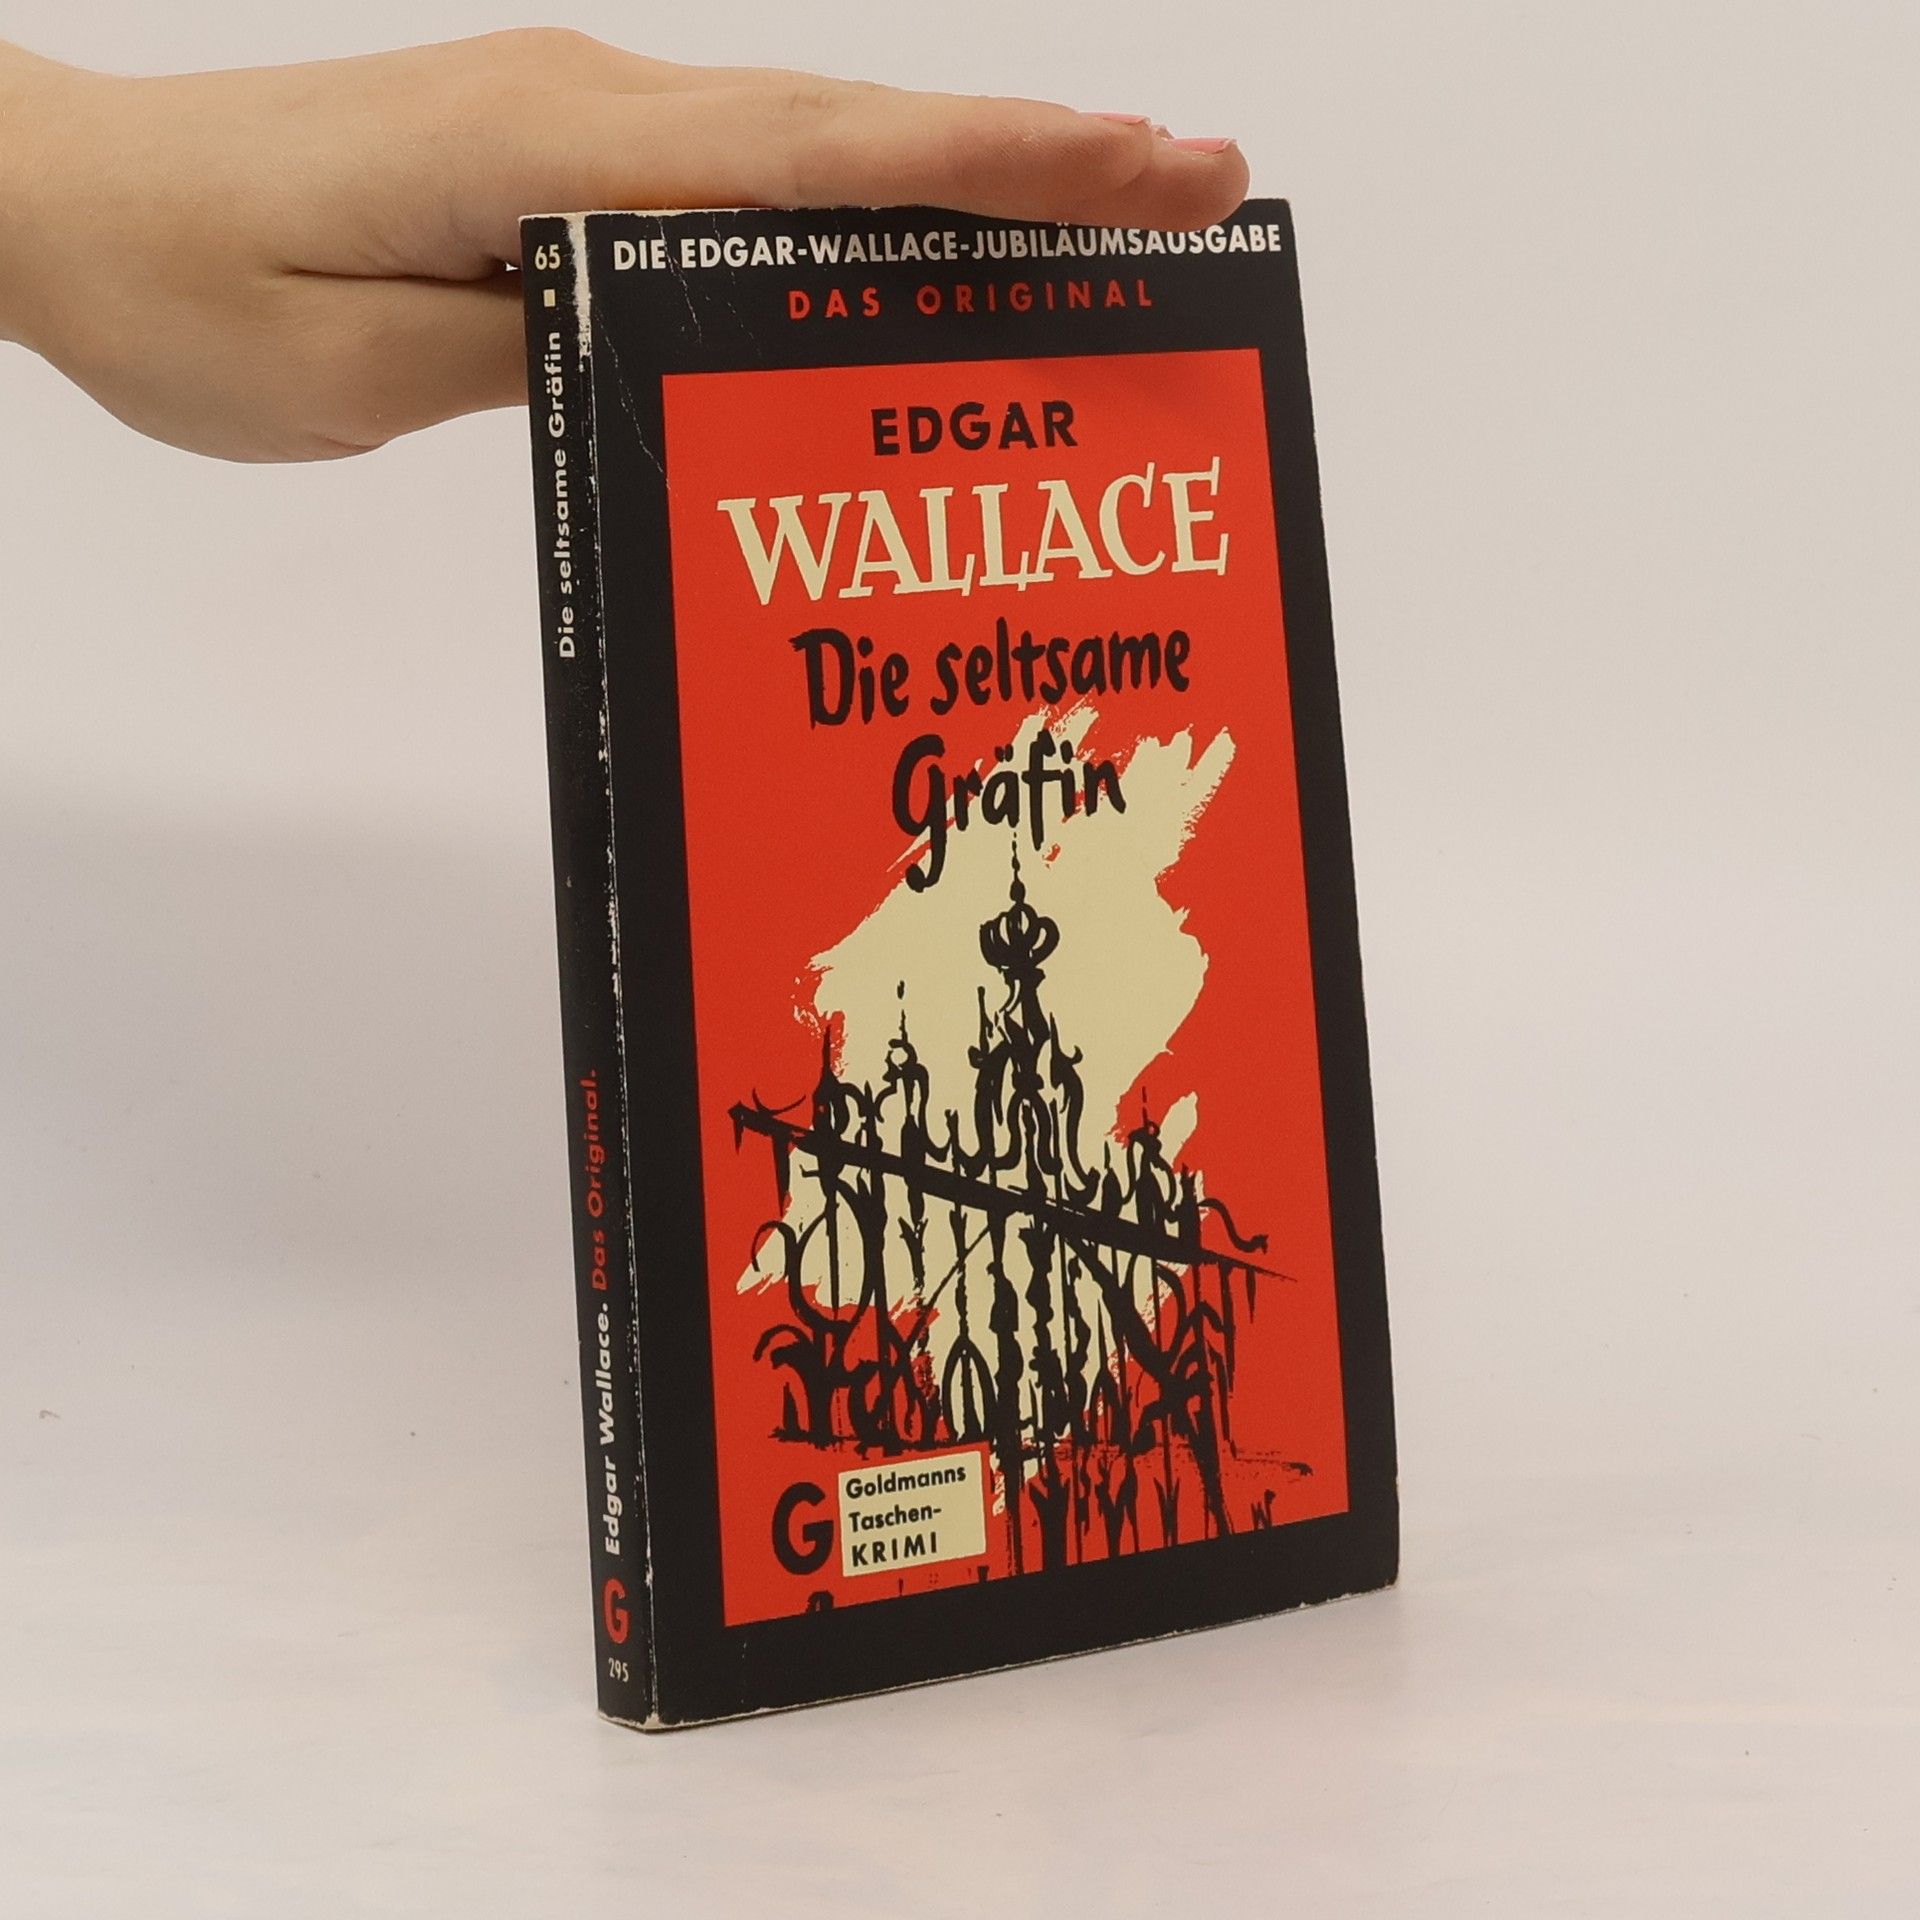 65
Die seltsame Gräfin
Edgar Wallace. Das Original.
G
295
DIE EDGAR-WALLACE-JUBILÄUMSAUSGABE
DAS ORIGINAL
EDGAR
WALLACE
Die seltsame
Gräfin
G
Goldmanns
Taschen-
KRIMI